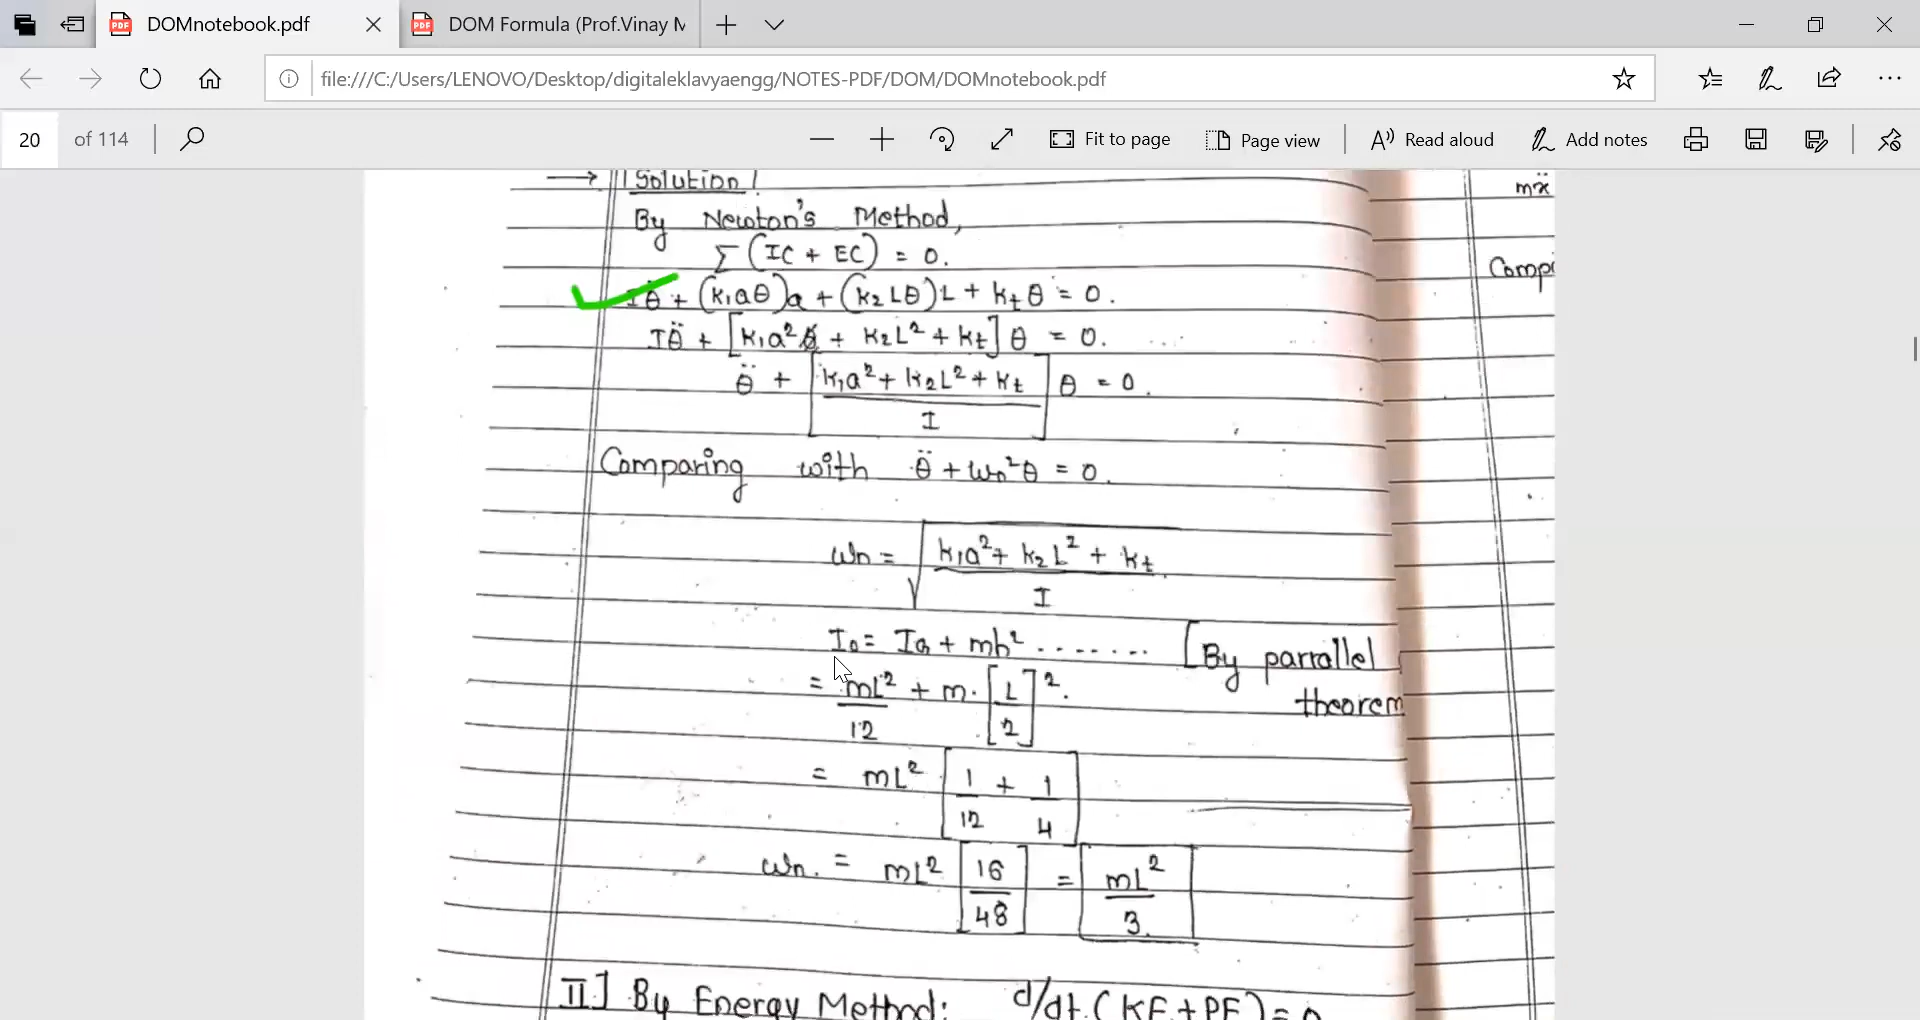 DOMnotebook.pdf
DOM Formula (Prof.Vinay M
file:///C:/Users/LENOVO/Desktop/digitaleklavyaengg/NOTES-PDF/DOM/DOMnotebook.pdf
20 of 114
Fit to page
Page view
Read aloud
Add notes
Solution!
By Newton's Method,
Σ (IC + EC) = 0.
Iθ̈ + (k₁aθ)a + (k₂Lθ)L + kₜθ = 0.
Iθ̈ + [k₁a² + k₂L² + kₜ] θ = 0.
θ̈ + [k₁a² + k₂L² + kₜ / I] θ = 0.
Comparing with θ̈ + ωn²θ = 0.
ωn = √(k₁a² + k₂L² + kₜ / I)
Io = IG + mh² ....... [By parrallel
theorem
= mL²/12 + m·[L/2]².
= mL² [1/12 + 1/4]
ωn. = mL² [16/48] = [mL²/3.]
II] By Energy Method: d/dt.(KE+PE)=0
mẍ
Comp